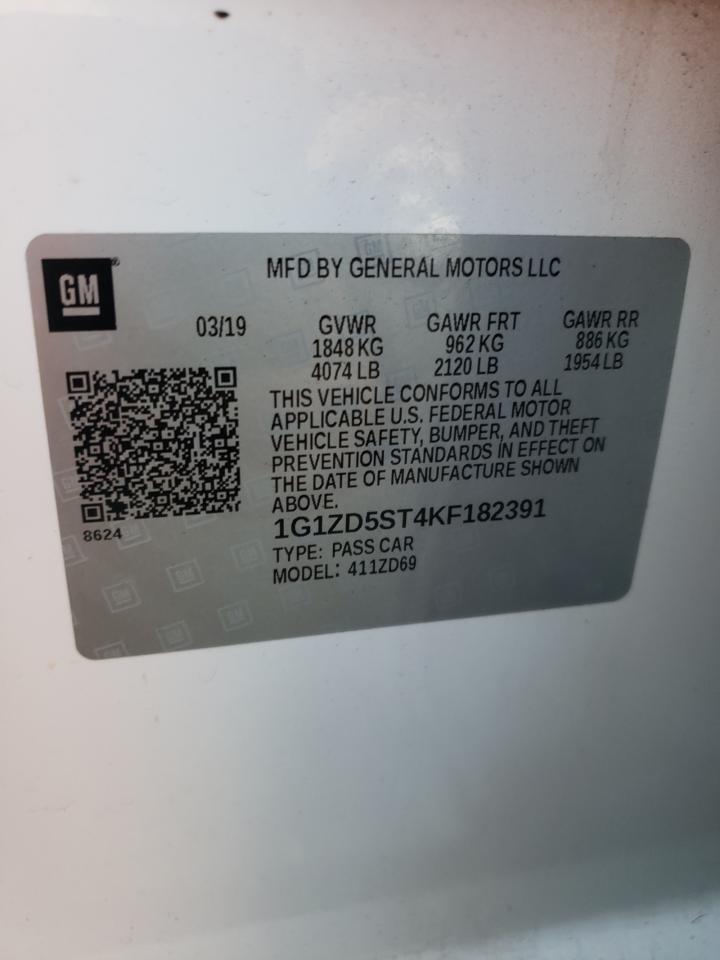 GM
MFD BY GENERAL MOTORS LLC
03/19 GVWR GAWR FRT GAWR RR
1848 KG 962 KG 886 KG
4074 LB 2120 LB 1954 LB
THIS VEHICLE CONFORMS TO ALL
APPLICABLE U.S. FEDERAL MOTOR
VEHICLE SAFETY, BUMPER, AND THEFT
PREVENTION STANDARDS IN EFFECT ON
THE DATE OF MANUFACTURE SHOWN
ABOVE.
8624
1G1ZD5ST4KF182391
TYPE: PASS CAR
MODEL: 411ZD69